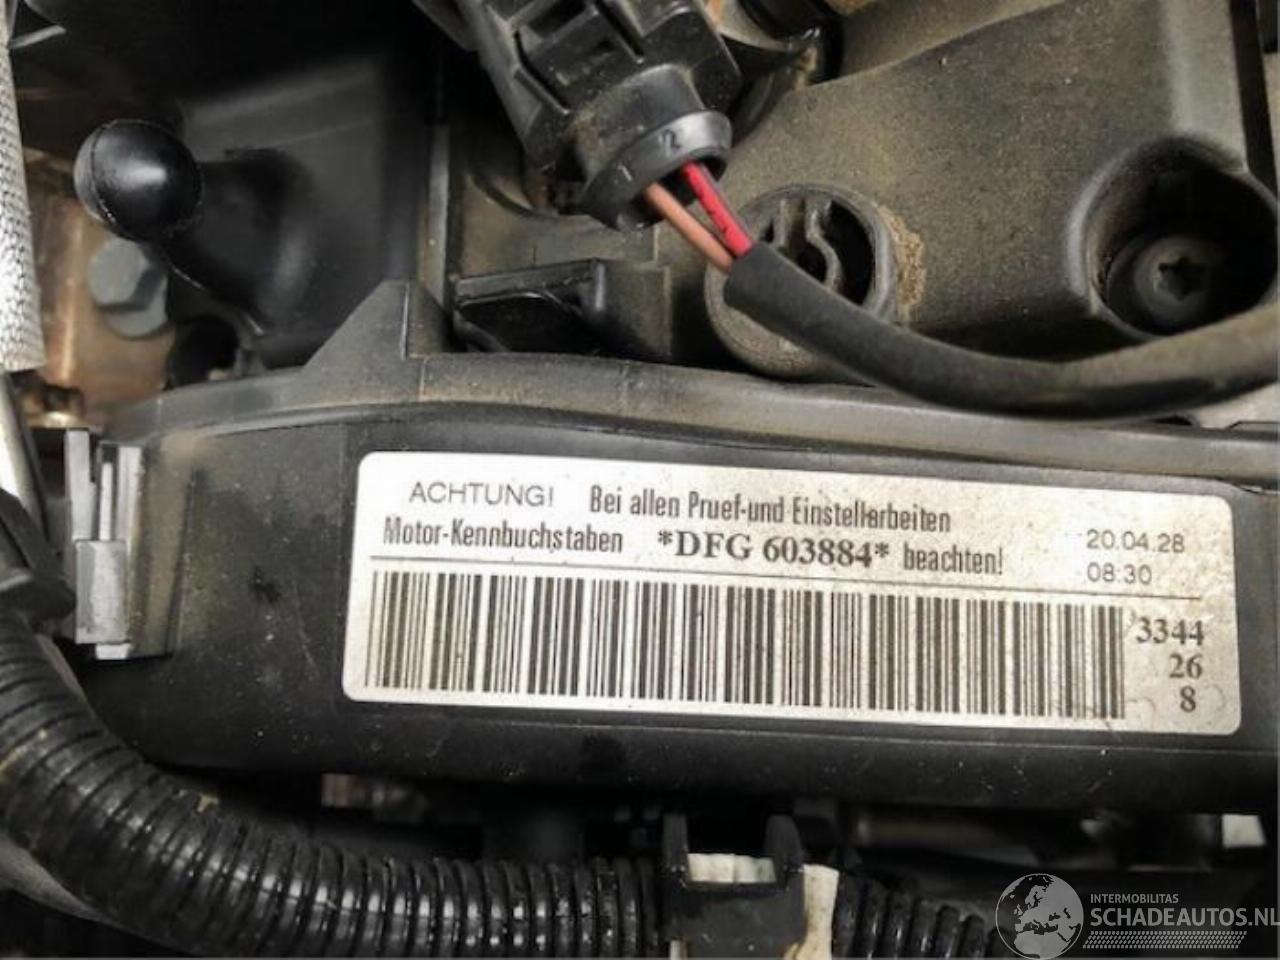 1 2
ACHTUNG! Bei allen Pruef-und Einstellarbeiten
Motor-Kennbuchstaben *DFG 603884* beachten!
20.04.28
08:30
3344
26
8
INTERMOBILITAS
SCHADEAUTOS.NL